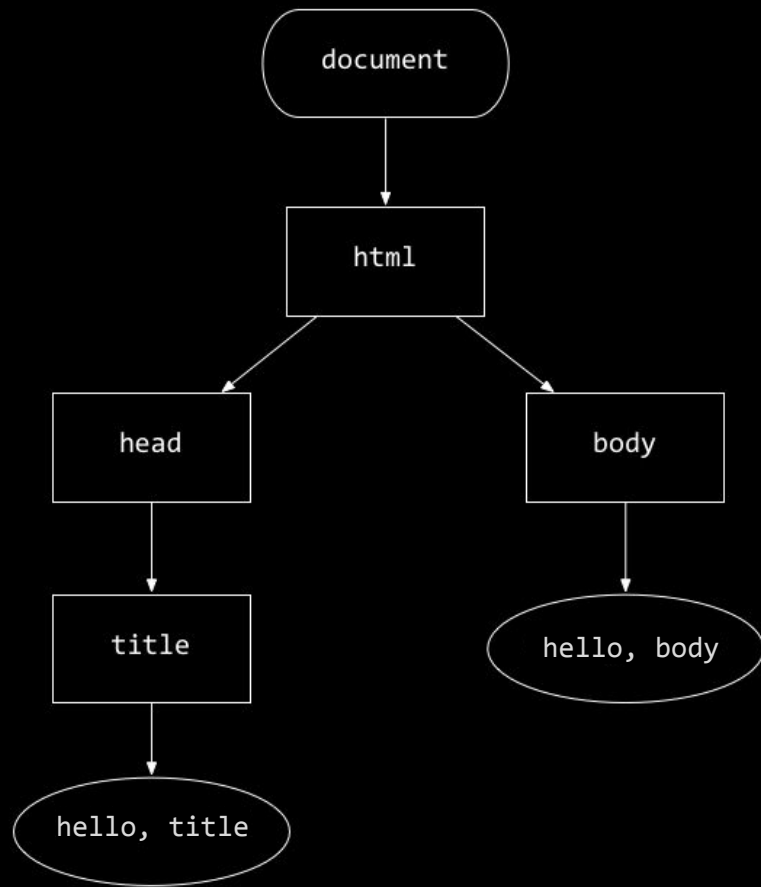 document
html
head
body
title
hello, body
hello, title